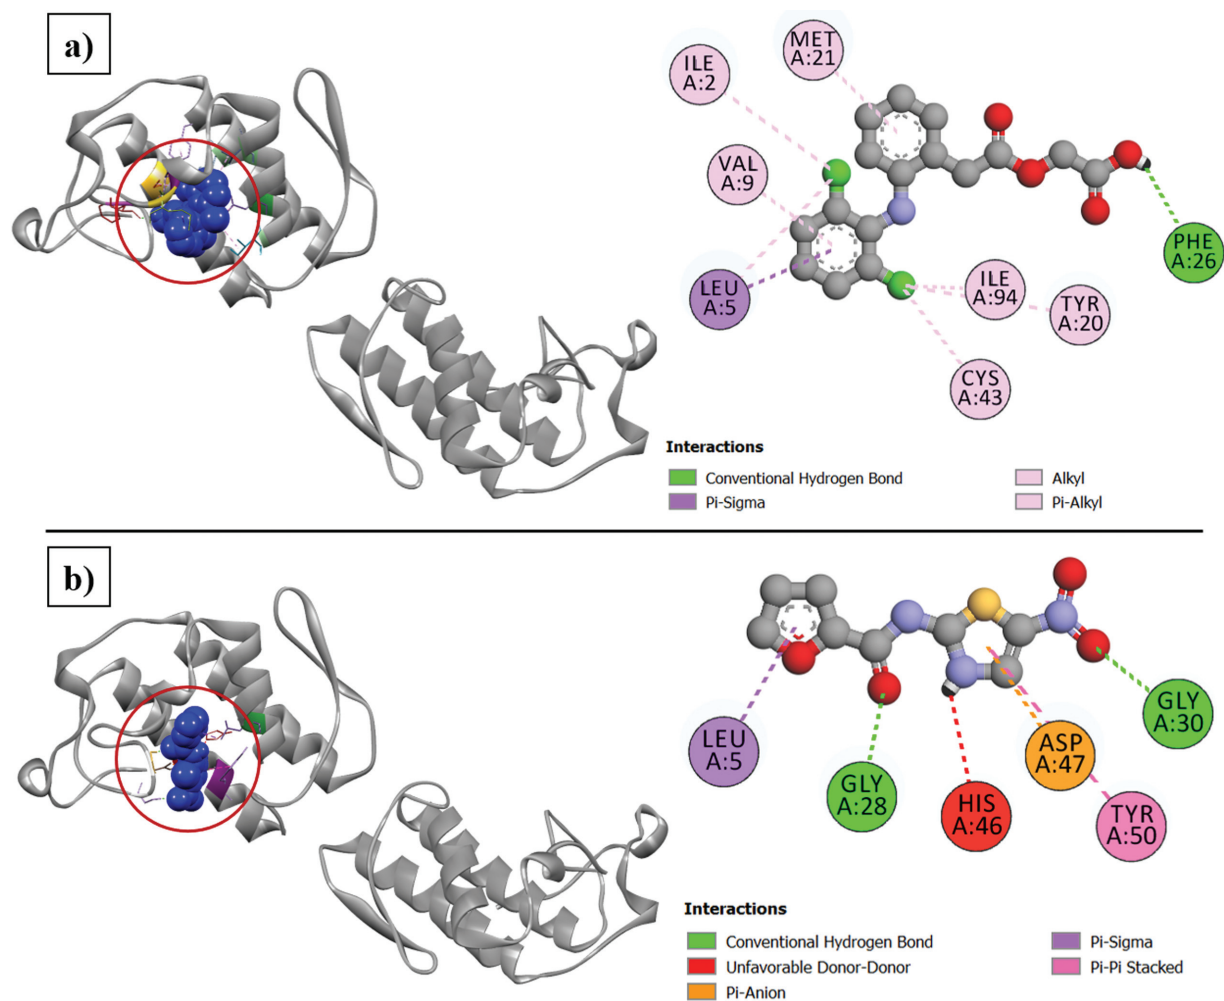 a)
ILE
A:2
MET
A:21
VAL
A:9
LEU
A:5
ILE
A:94
TYR
A:20
CYS
A:43
PHE
A:26
Interactions
Conventional Hydrogen Bond
Pi-Sigma
Alkyl
Pi-Alkyl
b)
LEU
A:5
GLY
A:28
HIS
A:46
ASP
A:47
TYR
A:50
GLY
A:30
Interactions
Conventional Hydrogen Bond
Unfavorable Donor-Donor
Pi-Anion
Pi-Sigma
Pi-Pi Stacked